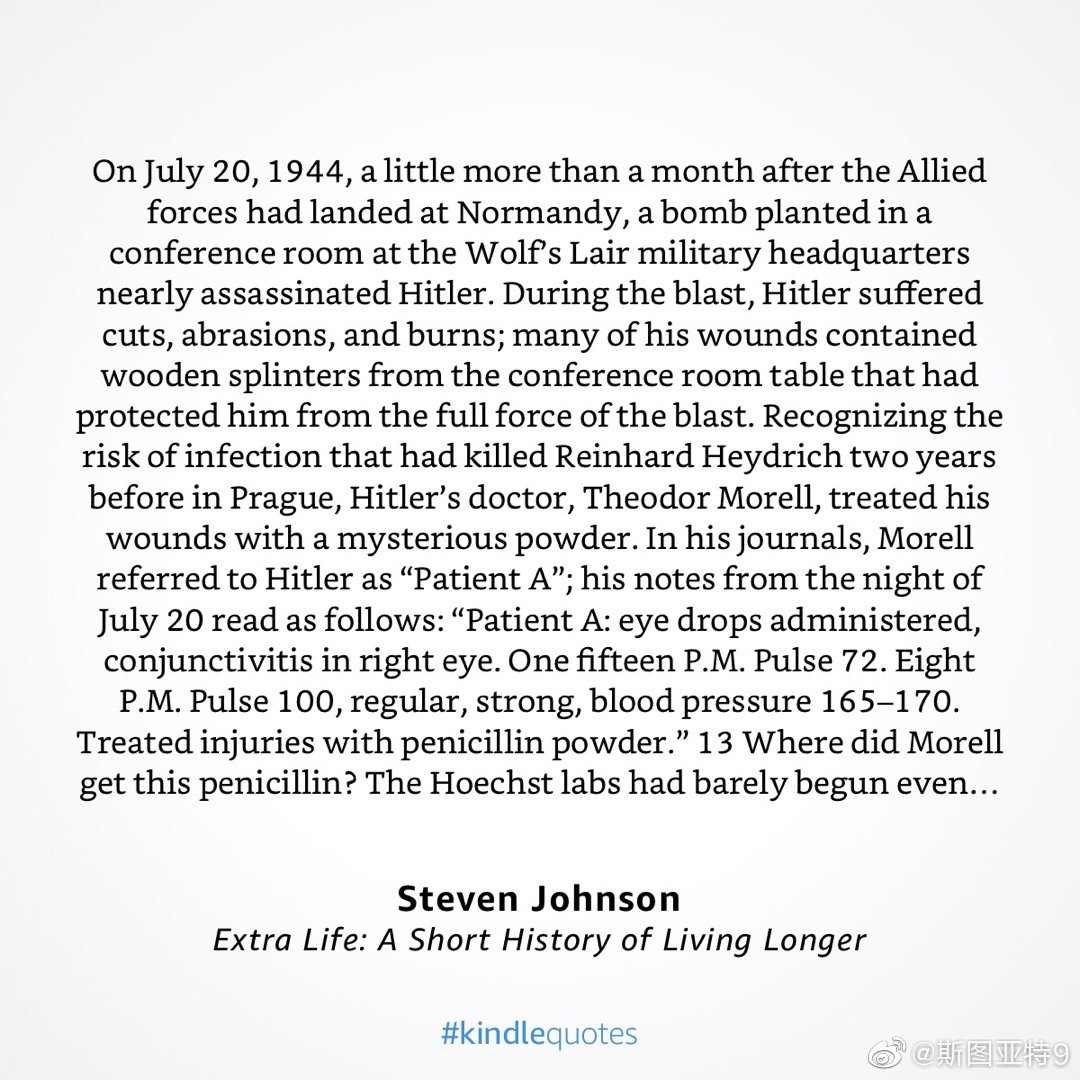 On July 20, 1944, a little more than a month after the Allied
forces had landed at Normandy, a bomb planted in a
conference room at the Wolf’s Lair military headquarters
nearly assassinated Hitler. During the blast, Hitler suffered
cuts, abrasions, and burns; many of his wounds contained
wooden splinters from the conference room table that had
protected him from the full force of the blast. Recognizing the
risk of infection that had killed Reinhard Heydrich two years
before in Prague, Hitler’s doctor, Theodor Morell, treated his
wounds with a mysterious powder. In his journals, Morell
referred to Hitler as “Patient A”; his notes from the night of
July 20 read as follows: “Patient A: eye drops administered,
conjunctivitis in right eye. One fifteen P.M. Pulse 72. Eight
P.M. Pulse 100, regular, strong, blood pressure 165–170.
Treated injuries with penicillin powder.” 13 Where did Morell
get this penicillin? The Hoechst labs had barely begun even…
Steven Johnson
Extra Life: A Short History of Living Longer
#kindlequotes
@斯图亚特9